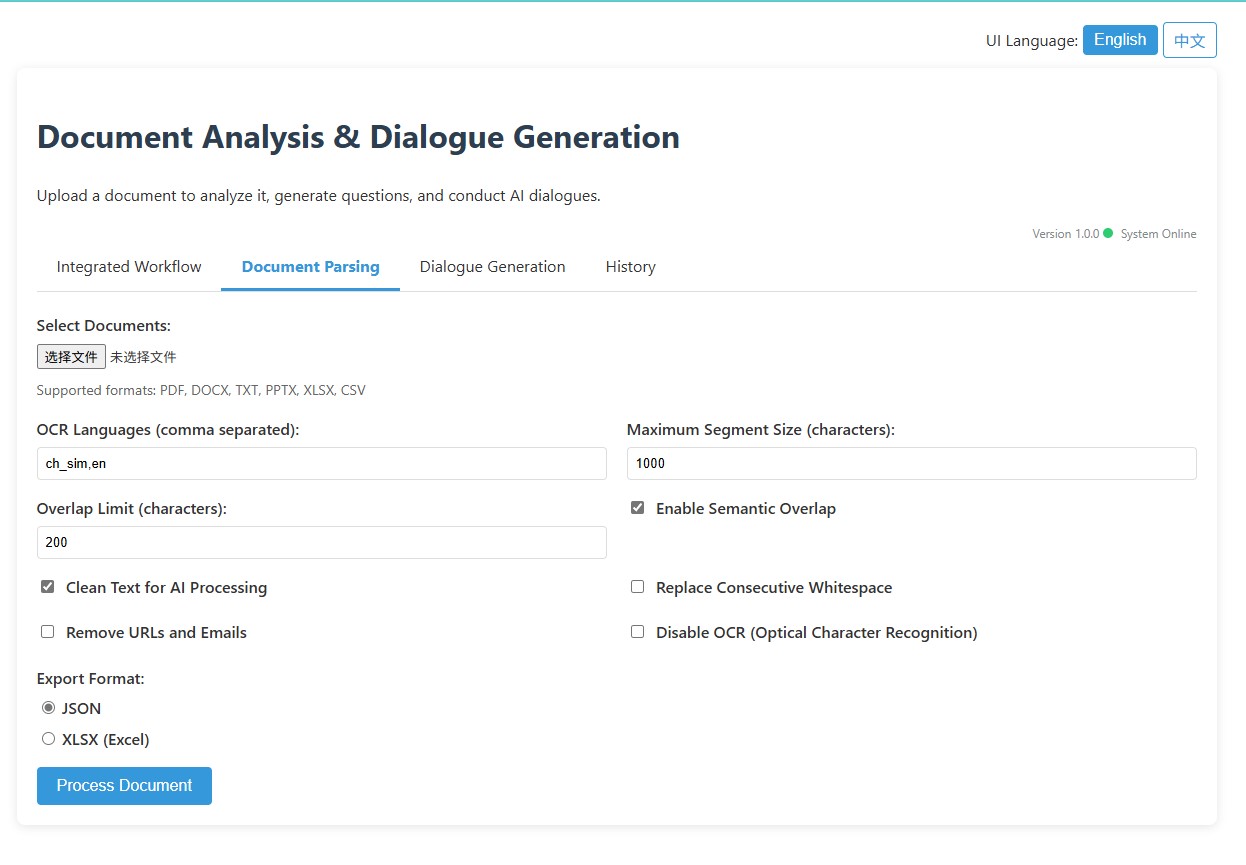 UI Language: English 中文
Document Analysis & Dialogue Generation
Upload a document to analyze it, generate questions, and conduct AI dialogues.
Version 1.0.0 System Online
Integrated Workflow Document Parsing Dialogue Generation History
Select Documents:
选择文件 未选择文件
Supported formats: PDF, DOCX, TXT, PPTX, XLSX, CSV
OCR Languages (comma separated): Maximum Segment Size (characters):
ch_sim,en 1000
Overlap Limit (characters): Enable Semantic Overlap
200
Clean Text for AI Processing Replace Consecutive Whitespace
Remove URLs and Emails Disable OCR (Optical Character Recognition)
Export Format:
JSON
XLSX (Excel)
Process Document